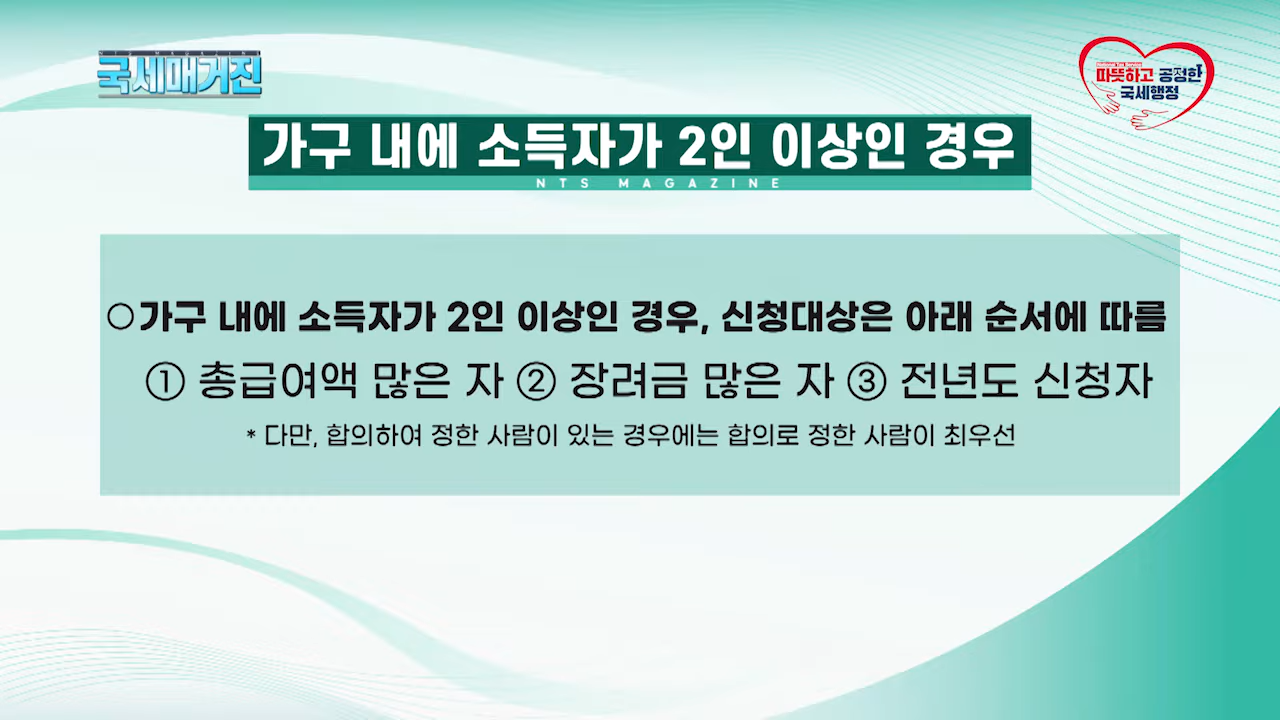 NTS MAGAZINE
국세매거진
따뜻하고 공정한
국세행정
가구 내에 소득자가 2인 이상인 경우
NTS MAGAZINE
○가구 내에 소득자가 2인 이상인 경우, 신청대상은 아래 순서에 따름
① 총급여액 많은 자 ② 장려금 많은 자 ③ 전년도 신청자
* 다만, 합의하여 정한 사람이 있는 경우에는 합의로 정한 사람이 최우선